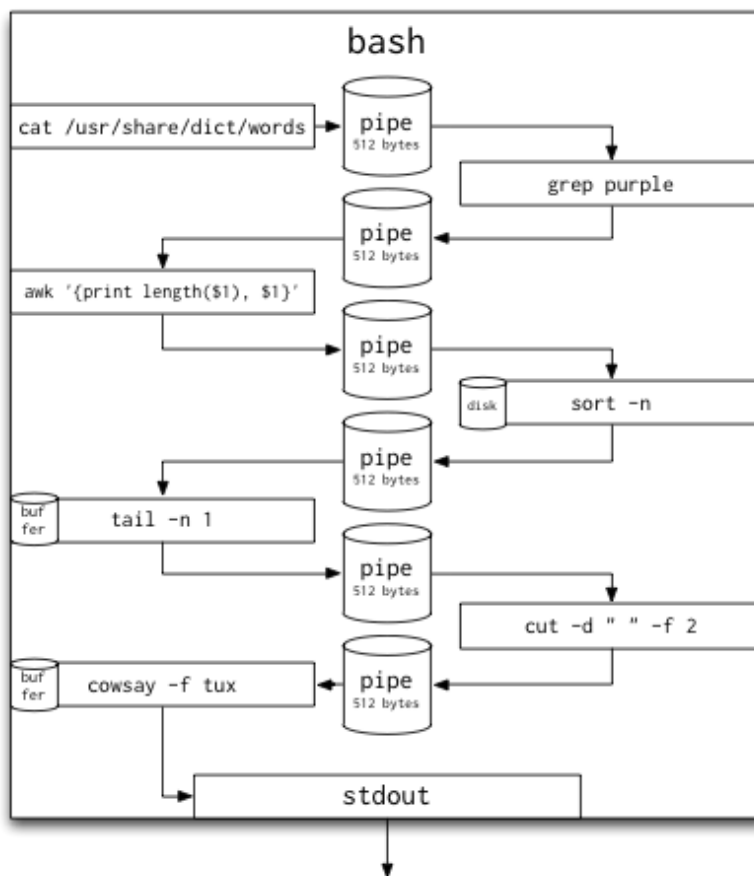 bash
cat /usr/share/dict/words
pipe
512 bytes
grep purple
pipe
512 bytes
awk '{print length($1), $1}'
pipe
512 bytes
disk
sort -n
pipe
512 bytes
buf
fer
tail -n 1
pipe
512 bytes
cut -d " " -f 2
pipe
512 bytes
buf
fer
cowsay -f tux
stdout